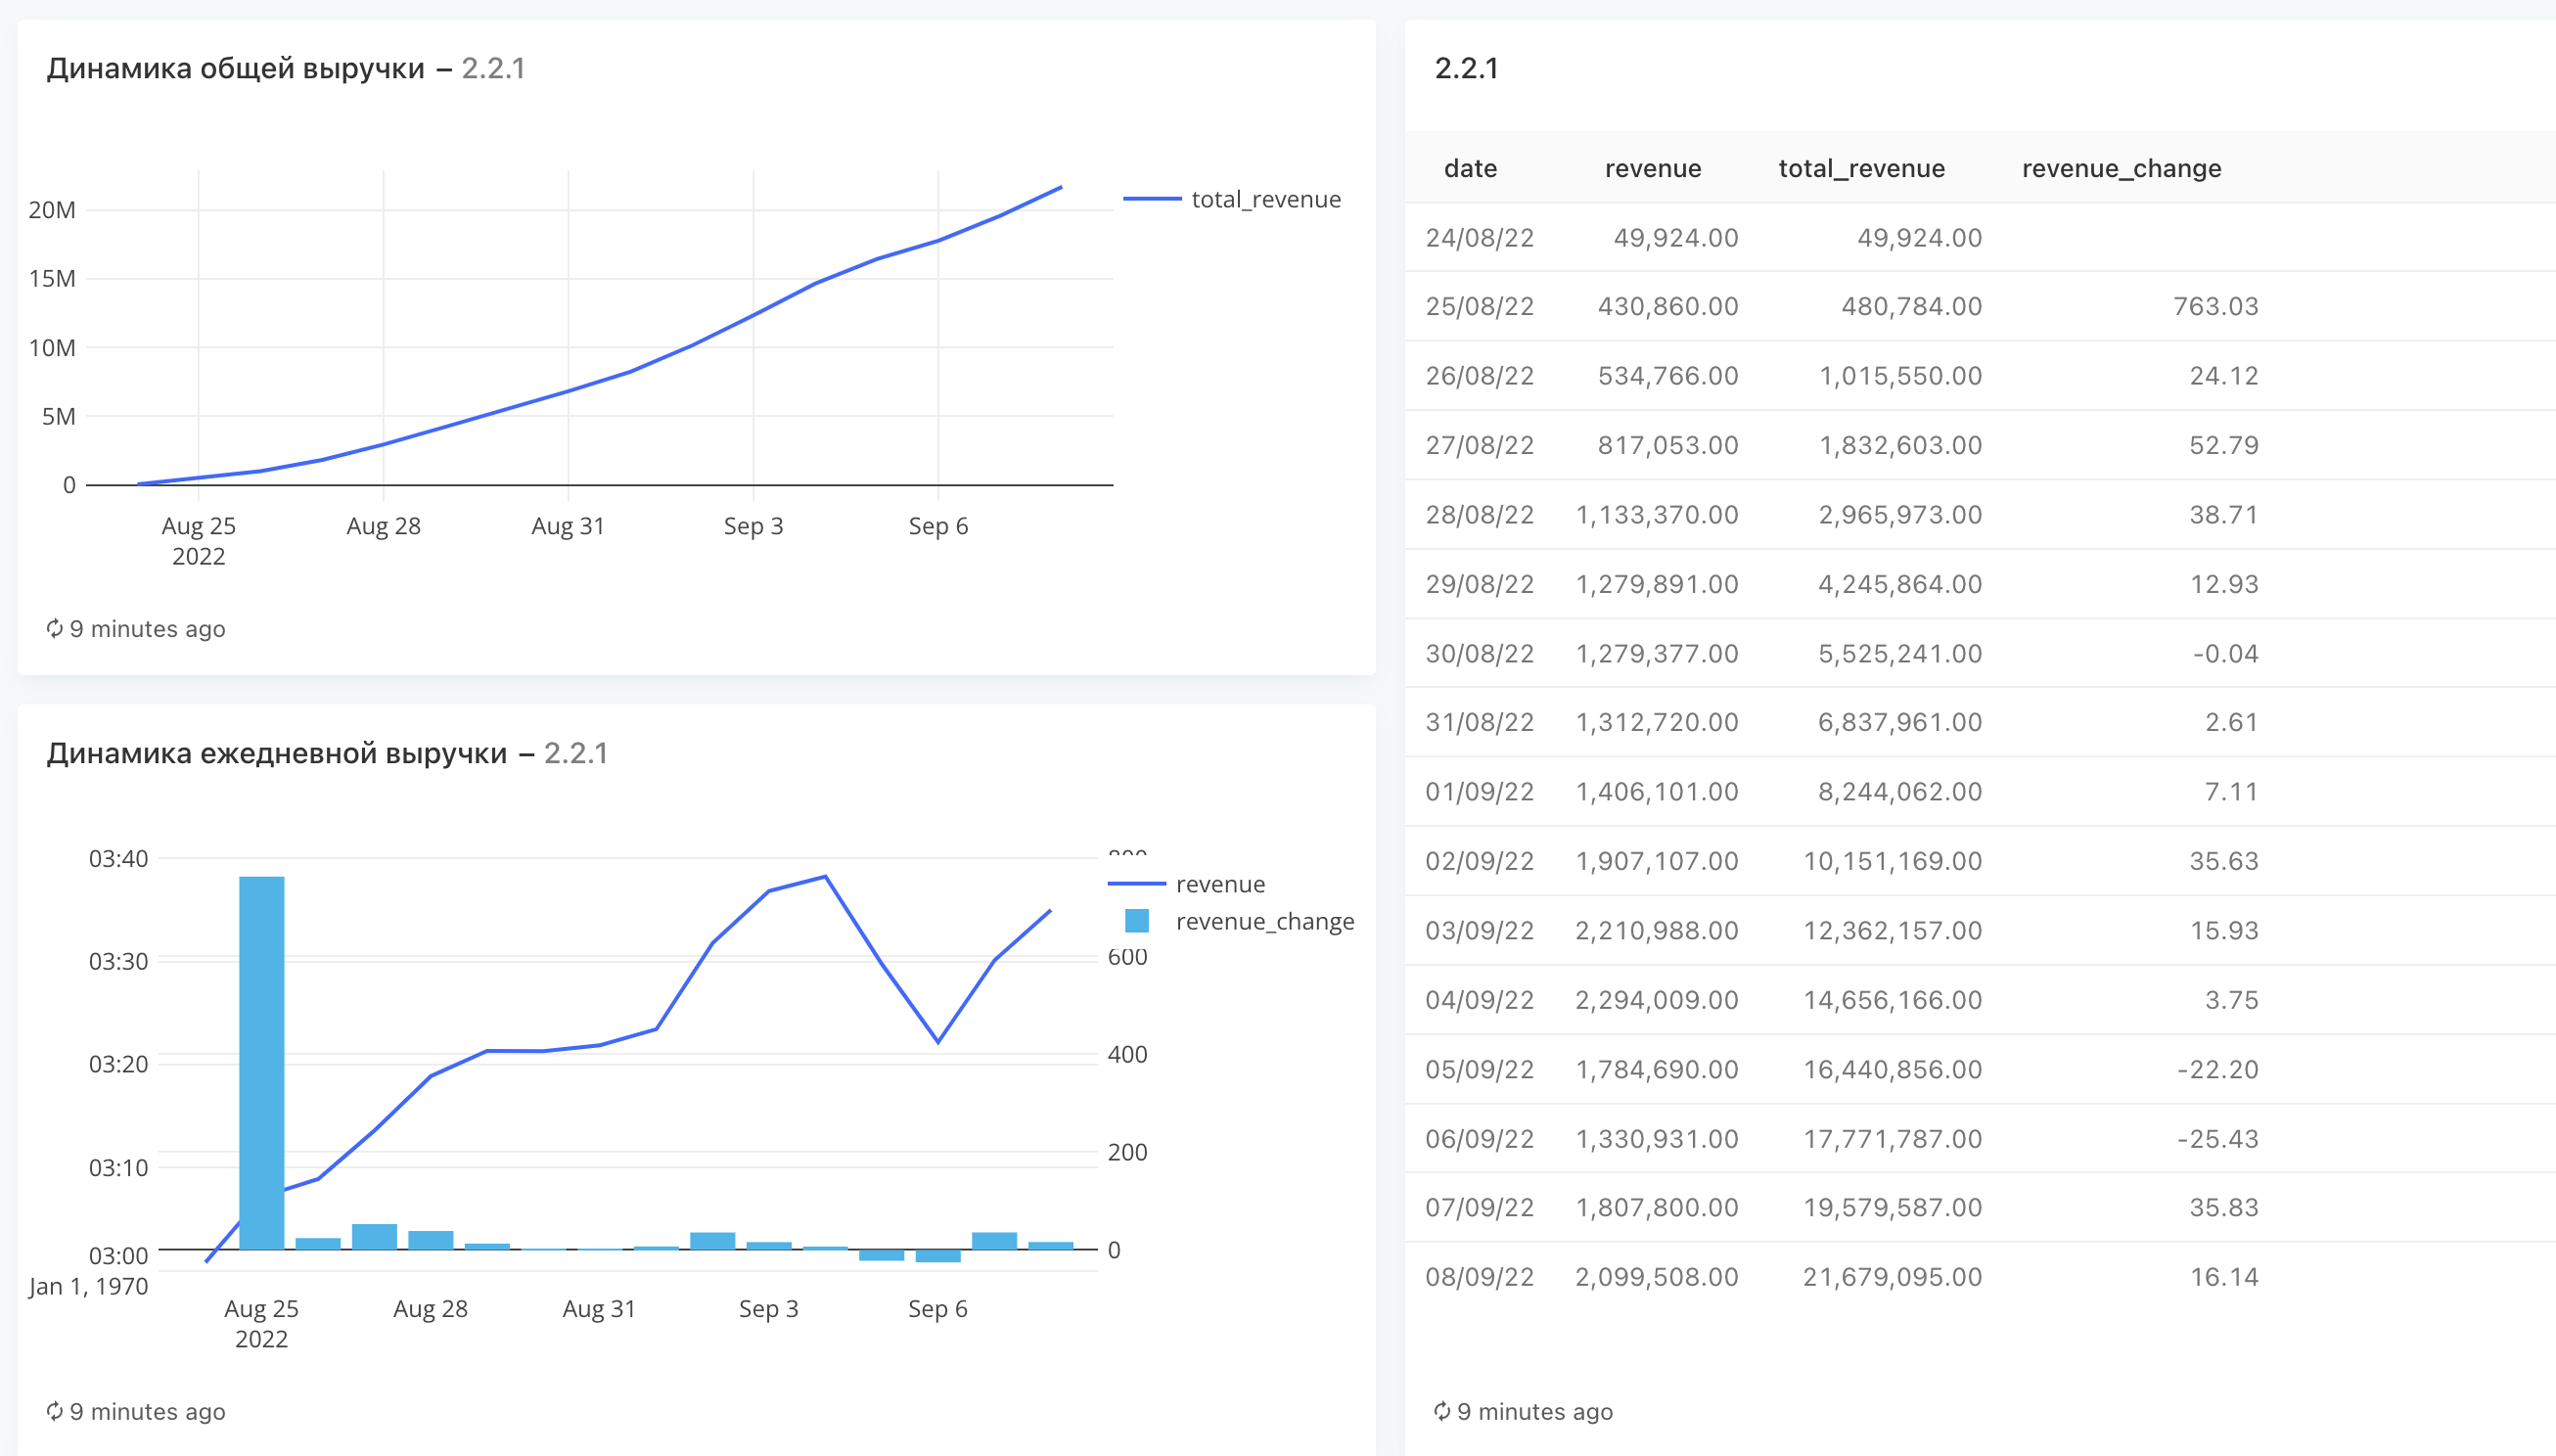 Динамика общей выручки – 2.2.1
total_revenue
20M
15M
10M
5M
0
Aug 25 Aug 28 Aug 31 Sep 3 Sep 6
2022
9 minutes ago
Динамика ежедневной выручки – 2.2.1
03:40 800
revenue
revenue_change
03:30 600
03:20 400
03:10 200
03:00 0
Jan 1, 1970
Aug 25 Aug 28 Aug 31 Sep 3 Sep 6
2022
9 minutes ago
2.2.1
date revenue total_revenue revenue_change
24/08/22 49,924.00 49,924.00
25/08/22 430,860.00 480,784.00 763.03
26/08/22 534,766.00 1,015,550.00 24.12
27/08/22 817,053.00 1,832,603.00 52.79
28/08/22 1,133,370.00 2,965,973.00 38.71
29/08/22 1,279,891.00 4,245,864.00 12.93
30/08/22 1,279,377.00 5,525,241.00 -0.04
31/08/22 1,312,720.00 6,837,961.00 2.61
01/09/22 1,406,101.00 8,244,062.00 7.11
02/09/22 1,907,107.00 10,151,169.00 35.63
03/09/22 2,210,988.00 12,362,157.00 15.93
04/09/22 2,294,009.00 14,656,166.00 3.75
05/09/22 1,784,690.00 16,440,856.00 -22.20
06/09/22 1,330,931.00 17,771,787.00 -25.43
07/09/22 1,807,800.00 19,579,587.00 35.83
08/09/22 2,099,508.00 21,679,095.00 16.14
9 minutes ago